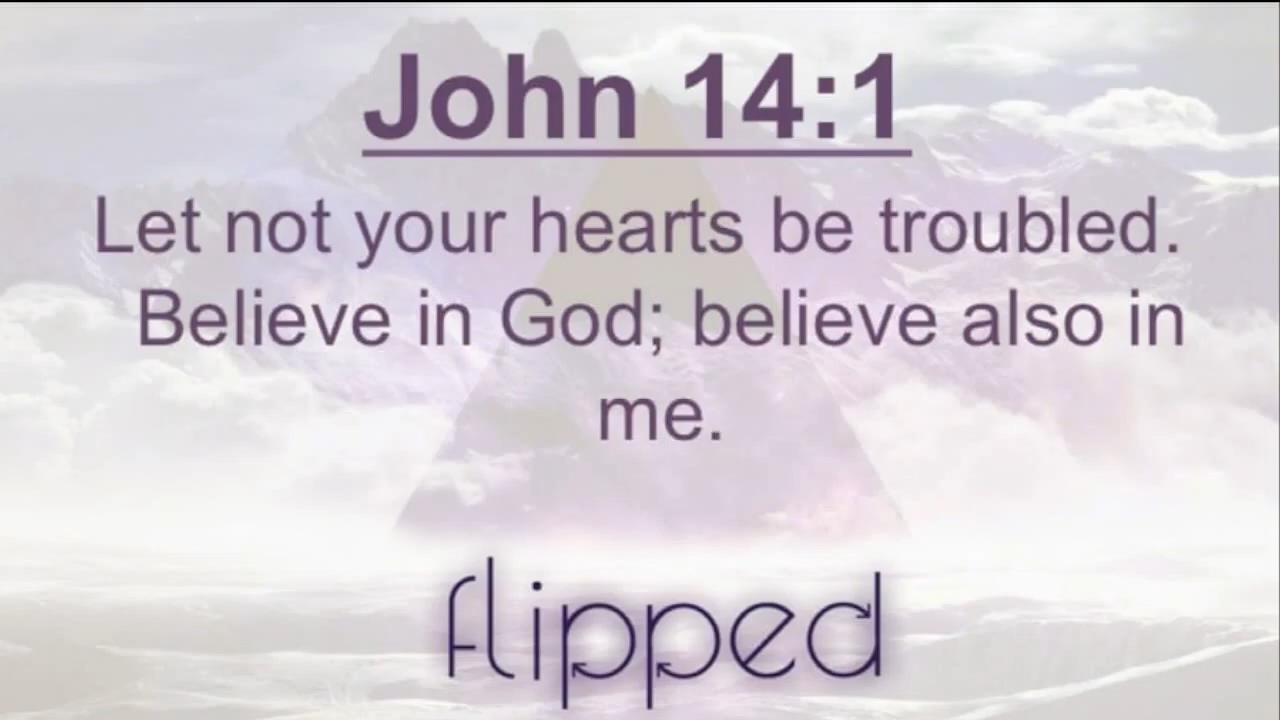 John 14:1
Let not your hearts be troubled.
Believe in God; believe also in
me.
flipped